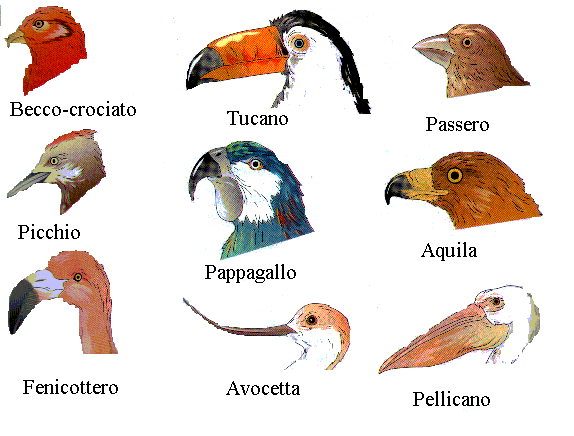 Becco-crociato
Tucano
Passero
Picchio
Pappagallo
Aquila
Fenicottero
Avocetta
Pellicano